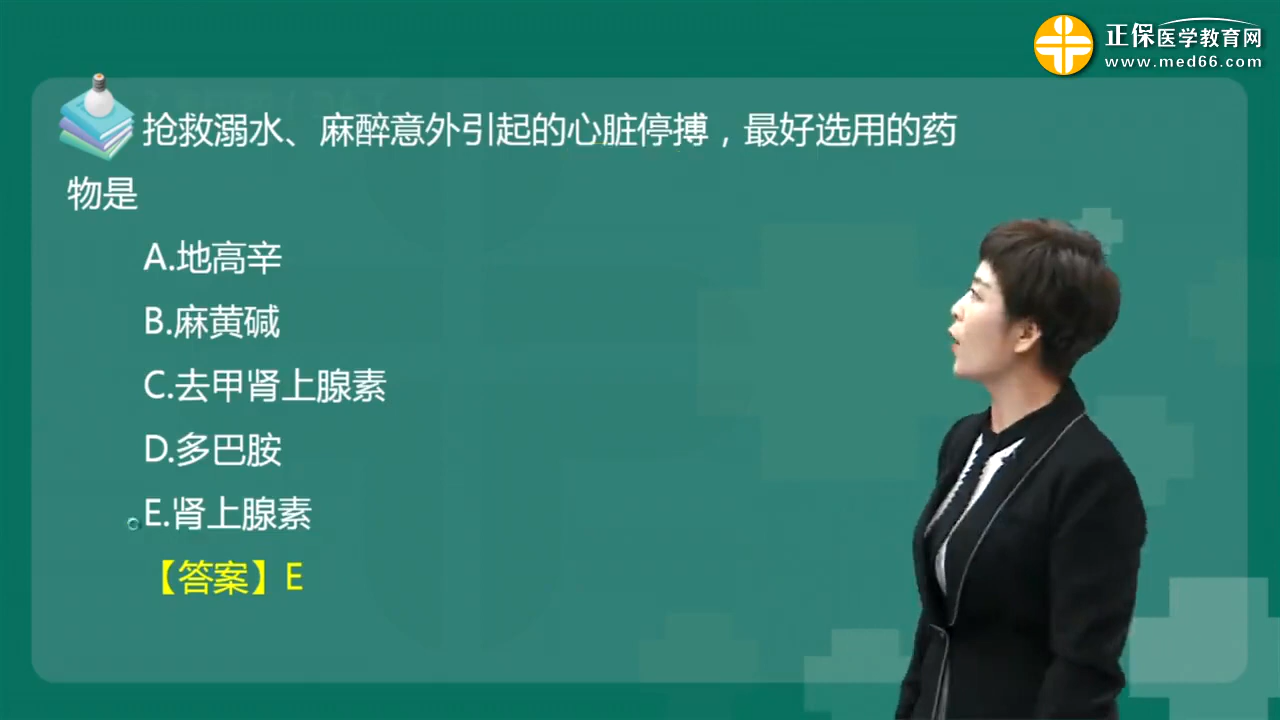 正保医学教育网
www.med66.com
抢救溺水、麻醉意外引起的心脏停搏，最好选用的药
物是
A.地高辛
B.麻黄碱
C.去甲肾上腺素
D.多巴胺
E.肾上腺素
【答案】E